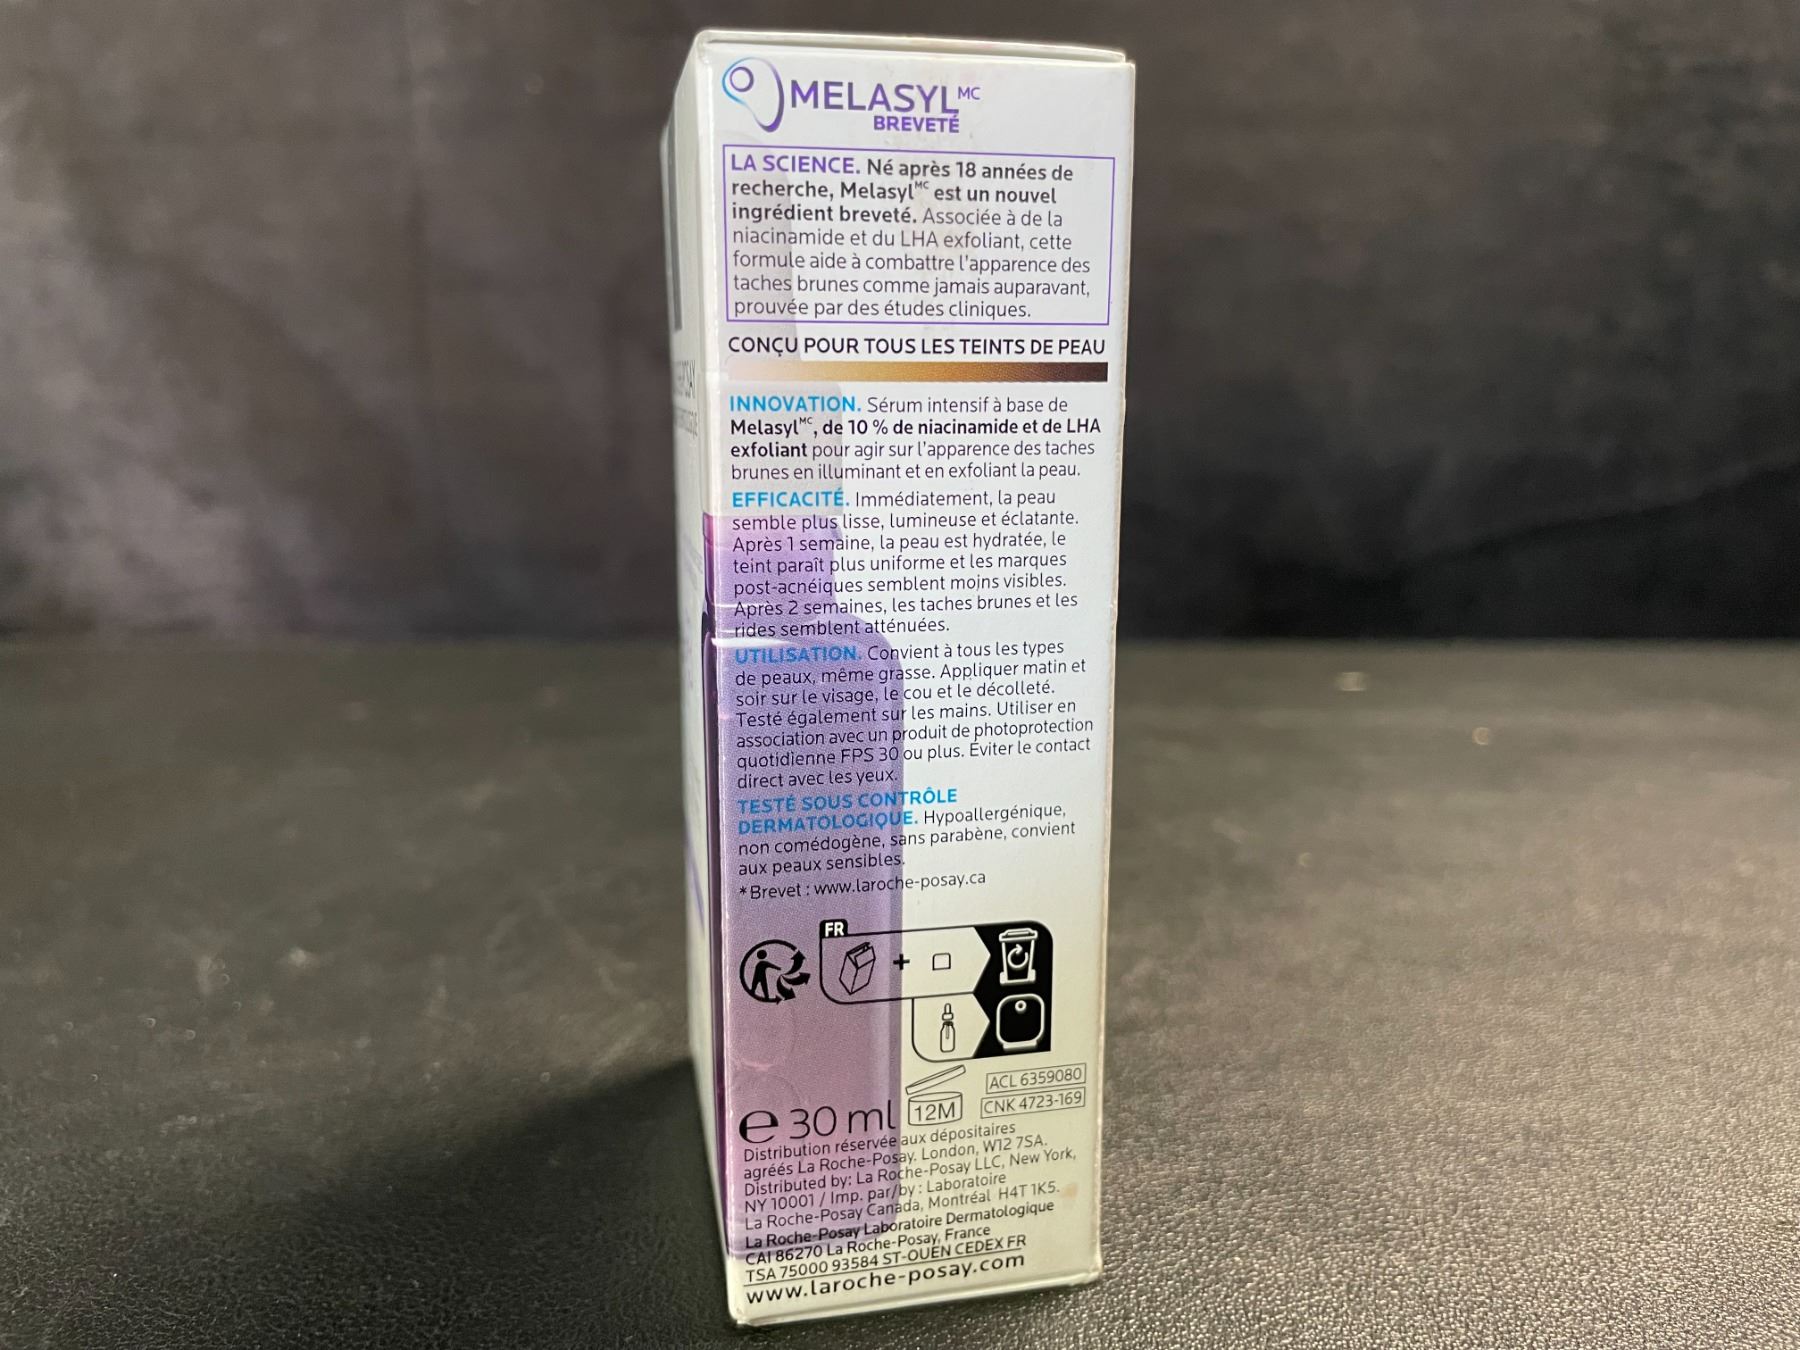 MELASYL MC
BREVETÉ
LA SCIENCE. Né après 18 années de
recherche, Melasyl MC est un nouvel
ingrédient breveté. Associée à de la
niacinamide et du LHA exfoliant, cette
formule aide à combattre l'apparence des
taches brunes comme jamais auparavant,
prouvée par des études cliniques.
CONÇU POUR TOUS LES TEINTS DE PEAU
INNOVATION. Sérum intensif à base de
Melasyl MC, de 10 % de niacinamide et de LHA
exfoliant pour agir sur l'apparence des taches
brunes en illuminant et en exfoliant la peau.
EFFICACITÉ. Immédiatement, la peau
semble plus lisse, lumineuse et éclatante.
Après 1 semaine, la peau est hydratée, le
teint paraît plus uniforme et les marques
post-acnéiques semblent moins visibles.
Après 2 semaines, les taches brunes et les
rides semblent atténuées.
UTILISATION. Convient à tous les types
de peaux, même grasse. Appliquer matin et
soir sur le visage, le cou et le décolleté.
Testé également sur les mains. Utiliser en
association avec un produit de photoprotection
quotidienne FPS 30 ou plus. Éviter le contact
direct avec les yeux.
TESTÉ SOUS CONTRÔLE
DERMATOLOGIQUE. Hypoallergénique,
non comédogène, sans parabène, convient
aux peaux sensibles.
*Brevet : www.laroche-posay.ca
FR
+
ACL 6359080
CNK 4723-169
e 30 ml
12M
Distribution réservée aux dépositaires
agréés La Roche-Posay. London, W12 7SA.
Distributed by: La Roche-Posay LLC, New York,
NY 10001 / Imp. par/by : Laboratoire
La Roche-Posay Canada, Montréal H4T 1K5.
La Roche-Posay Laboratoire Dermatologique
CAI 86270 La Roche-Posay, France
TSA 75000 93584 ST-OUEN CEDEX FR
www.laroche-posay.com